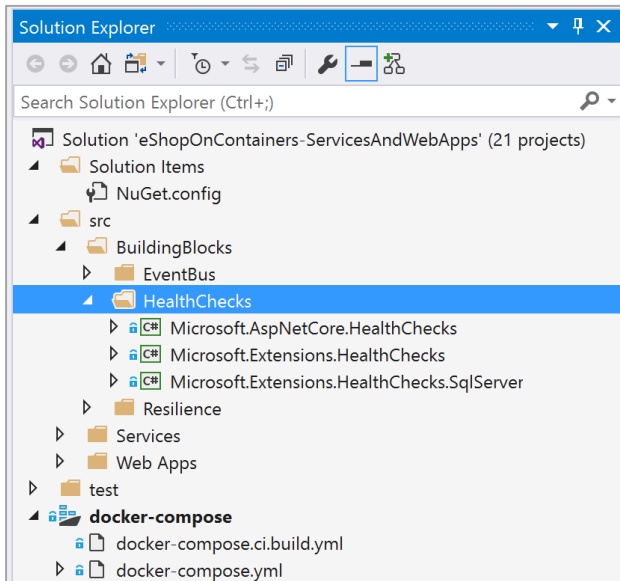 Solution Explorer
Search Solution Explorer (Ctrl+;)
Solution 'eShopOnContainers-ServicesAndWebApps' (21 projects)
Solution Items
NuGet.config
src
BuildingBlocks
EventBus
HealthChecks
C# Microsoft.AspNetCore.HealthChecks
C# Microsoft.Extensions.HealthChecks
C# Microsoft.Extensions.HealthChecks.SqlServer
Resilience
Services
Web Apps
test
docker-compose
docker-compose.ci.build.yml
docker-compose.yml